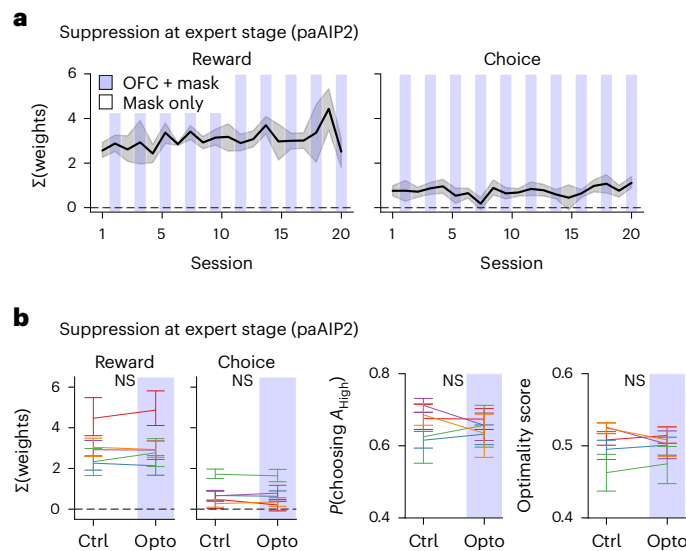 a
Suppression at expert stage (paAIP2)
Reward
Choice
OFC + mask
Mask only
Σ(weights)
6
4
2
0
1
5
10
15
20
1
5
10
15
20
Session
Session
b
Suppression at expert stage (paAIP2)
Reward
Choice
NS
NS
NS
NS
Σ(weights)
6
4
2
0
P(choosing A_High)
0.8
0.6
0.4
Optimality score
0.6
0.5
0.4
Ctrl
Opto
Ctrl
Opto
Ctrl
Opto
Ctrl
Opto